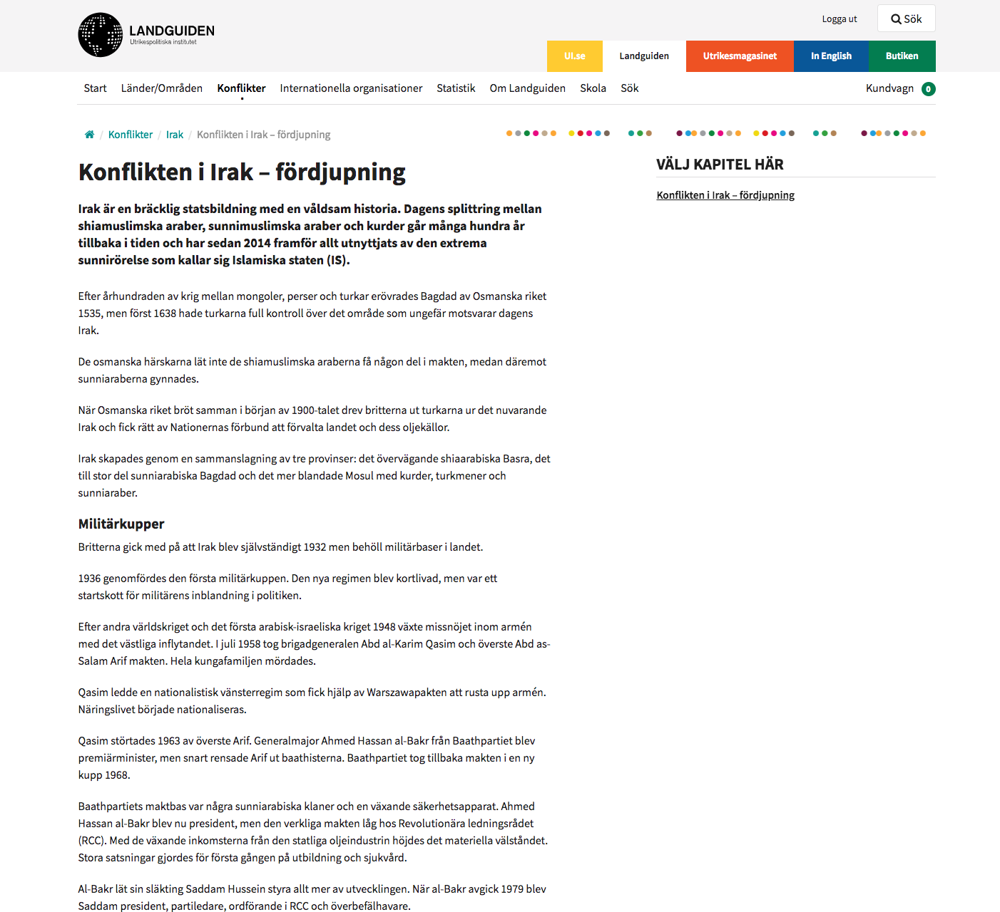 LANDGUIDEN
Utrikespolitiska institutet
Logga ut
Sök
UI.se
Landguiden
Utrikesmagasinet
In English
Butiken
Start
Länder/Områden
Konflikter
Internationella organisationer
Statistik
Om Landguiden
Skola
Sök
Kundvagn 0
/ Konflikter / Irak / Konflikten i Irak – fördjupning
Konflikten i Irak – fördjupning
Irak är en bräcklig statsbildning med en våldsam historia. Dagens splittring mellan
shiamuslimska araber, sunnimuslimska araber och kurder går många hundra år
tillbaka i tiden och har sedan 2014 framför allt utnyttjats av den extrema
sunnirörelse som kallar sig Islamiska staten (IS).
Efter århundraden av krig mellan mongoler, perser och turkar erövrades Bagdad av Osmanska riket
1535, men först 1638 hade turkarna full kontroll över det område som ungefär motsvarar dagens
Irak.
De osmanska härskarna lät inte de shiamuslimska araberna få någon del i makten, medan däremot
sunniaraberna gynnades.
När Osmanska riket bröt samman i början av 1900-talet drev britterna ut turkarna ur det nuvarande
Irak och fick rätt av Nationernas förbund att förvalta landet och dess oljekällor.
Irak skapades genom en sammanslagning av tre provinser: det övervägande shiaarabiska Basra, det
till stor del sunniarabiska Bagdad och det mer blandade Mosul med kurder, turkmener och
sunniaraber.
Militärkupper
Britterna gick med på att Irak blev självständigt 1932 men behöll militärbaser i landet.
1936 genomfördes den första militärkuppen. Den nya regimen blev kortlivad, men var ett
startskott för militärens inblandning i politiken.
Efter andra världskriget och det första arabisk-israeliska kriget 1948 växte missnöjet inom armén
med det västliga inflytandet. I juli 1958 tog brigadgeneralen Abd al-Karim Qasim och överste Abd as-
Salam Arif makten. Hela kungafamiljen mördades.
Qasim ledde en nationalistisk vänsterregim som fick hjälp av Warszawapakten att rusta upp armén.
Näringslivet började nationaliseras.
Qasim störtades 1963 av överste Arif. Generalmajor Ahmed Hassan al-Bakr från Baathpartiet blev
premiärminister, men snart rensade Arif ut baathisterna. Baathpartiet tog tillbaka makten i en ny
kupp 1968.
Baathpartiets maktbas var några sunniarabiska klaner och en växande säkerhetsapparat. Ahmed
Hassan al-Bakr blev nu president, men den verkliga makten låg hos Revolutionära ledningsrådet
(RCC). Med de växande inkomsterna från den statliga oljeindustrin höjdes det materiella välståndet.
Stora satsningar gjordes för första gången på utbildning och sjukvård.
Al-Bakr lät sin släkting Saddam Hussein styra allt mer av utvecklingen. När al-Bakr avgick 1979 blev
Saddam president, partiledare, ordförande i RCC och överbefälhavare.
VÄLJ KAPITEL HÄR
Konflikten i Irak – fördjupning